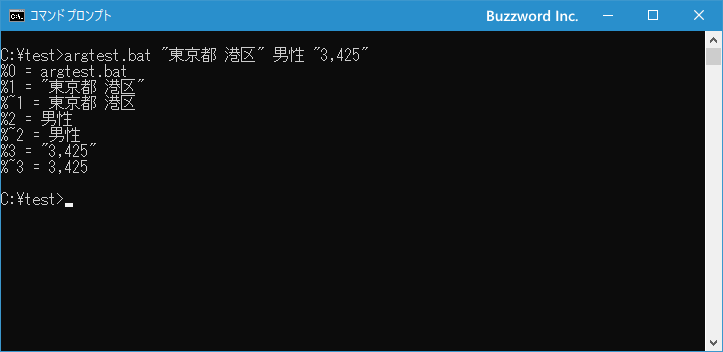 コマンドプロンプト
Buzzword Inc.
C:¥test>argtest.bat "東京都 港区" 男性 "3,425"
%0 = argtest.bat
%1 = "東京都 港区"
%~1 = 東京都 港区
%2 = 男性
%~2 = 男性
%3 = "3,425"
%~3 = 3,425
C:¥test>